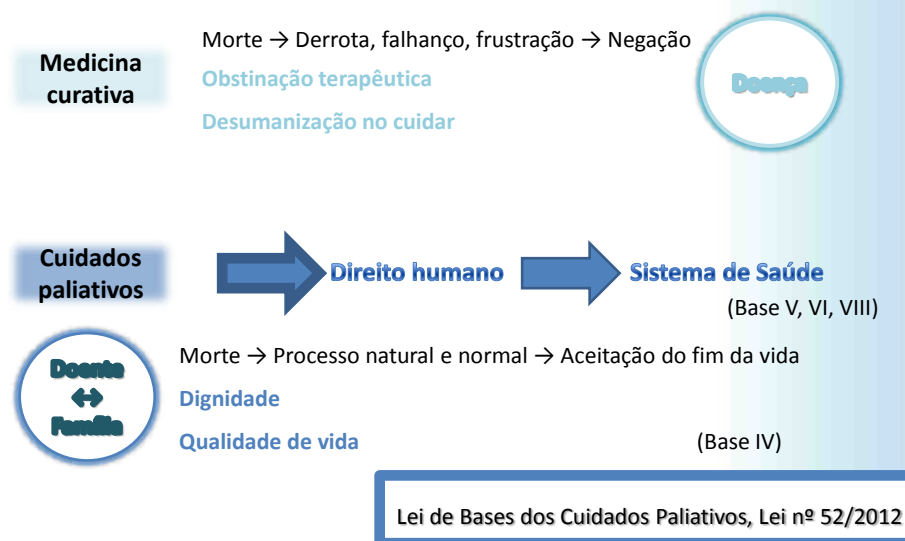 Medicina
curativa
Morte → Derrota, falhanço, frustração → Negação
Obstinação terapêutica
Desumanização no cuidar
Doença
Cuidados
paliativos
Direito humano
Sistema de Saúde
(Base V, VI, VIII)
Doente
↔
Família
Morte → Processo natural e normal → Aceitação do fim da vida
Dignidade
Qualidade de vida
(Base IV)
Lei de Bases dos Cuidados Paliativos, Lei nº 52/2012